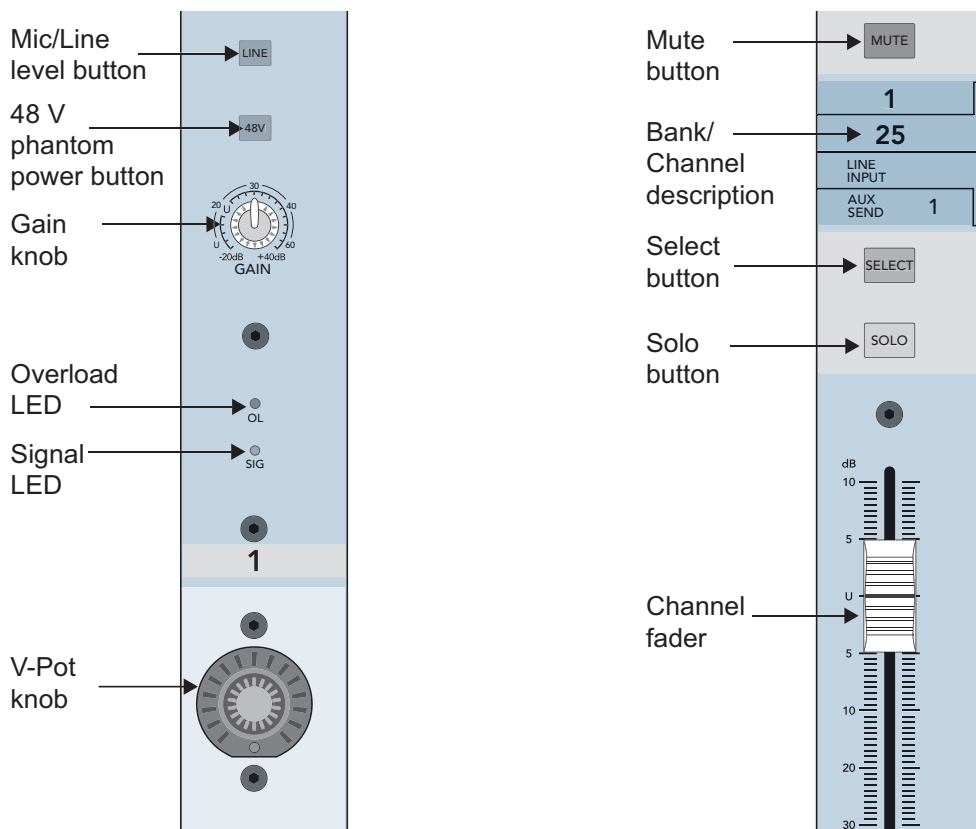 Mic/Line
level button
LINE
48 V
phantom
power button
48V
Gain
knob
30
20
40
U
U
60
-20dB
+40dB
GAIN
Overload
LED
OL
Signal
LED
SIG
1
V-Pot
knob
Mute
button
MUTE
1
Bank/
Channel
description
25
LINE
INPUT
AUX
SEND
1
Select
button
SELECT
Solo
button
SOLO
dB
10
5
U
Channel
fader
5
10
20
30